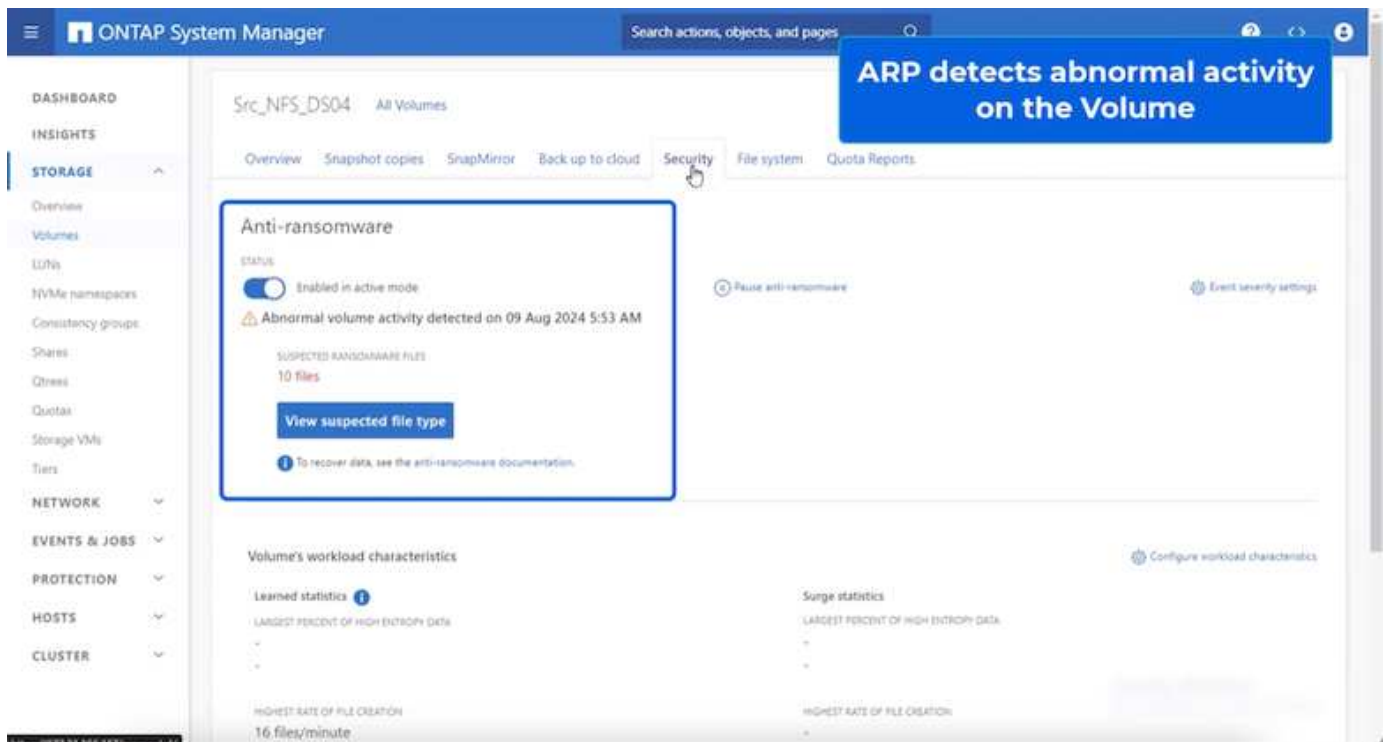 ONTAP System Manager
Search actions, objects, and pages
ARP detects abnormal activity
on the Volume
DASHBOARD
INSIGHTS
STORAGE
Overview
Volumes
LUNs
NVMe namespaces
Consistency groups
Shares
Qtrees
Quotas
Storage VMs
Tiers
NETWORK
EVENTS & JOBS
PROTECTION
HOSTS
CLUSTER
Src_NFS_DS04 All Volumes
Overview Snapshot copies SnapMirror Back up to cloud Security File system Quota Reports
Anti-ransomware
STATUS
Enabled in active mode
Pause anti-ransomware
Event severity settings
Abnormal volume activity detected on 09 Aug 2024 5:53 AM
SUSPECTED RANSOMWARE FILES
10 files
View suspected file type
To recover data, see the anti-ransomware documentation.
Volume's workload characteristics
Configure workload characteristics
Learned statistics
LARGEST PERCENT OF HIGH ENTROPY DATA
-
-
HIGHEST RATE OF FILE CREATION
16 files/minute
Surge statistics
LARGEST PERCENT OF HIGH ENTROPY DATA
-
-
HIGHEST RATE OF FILE CREATION
-